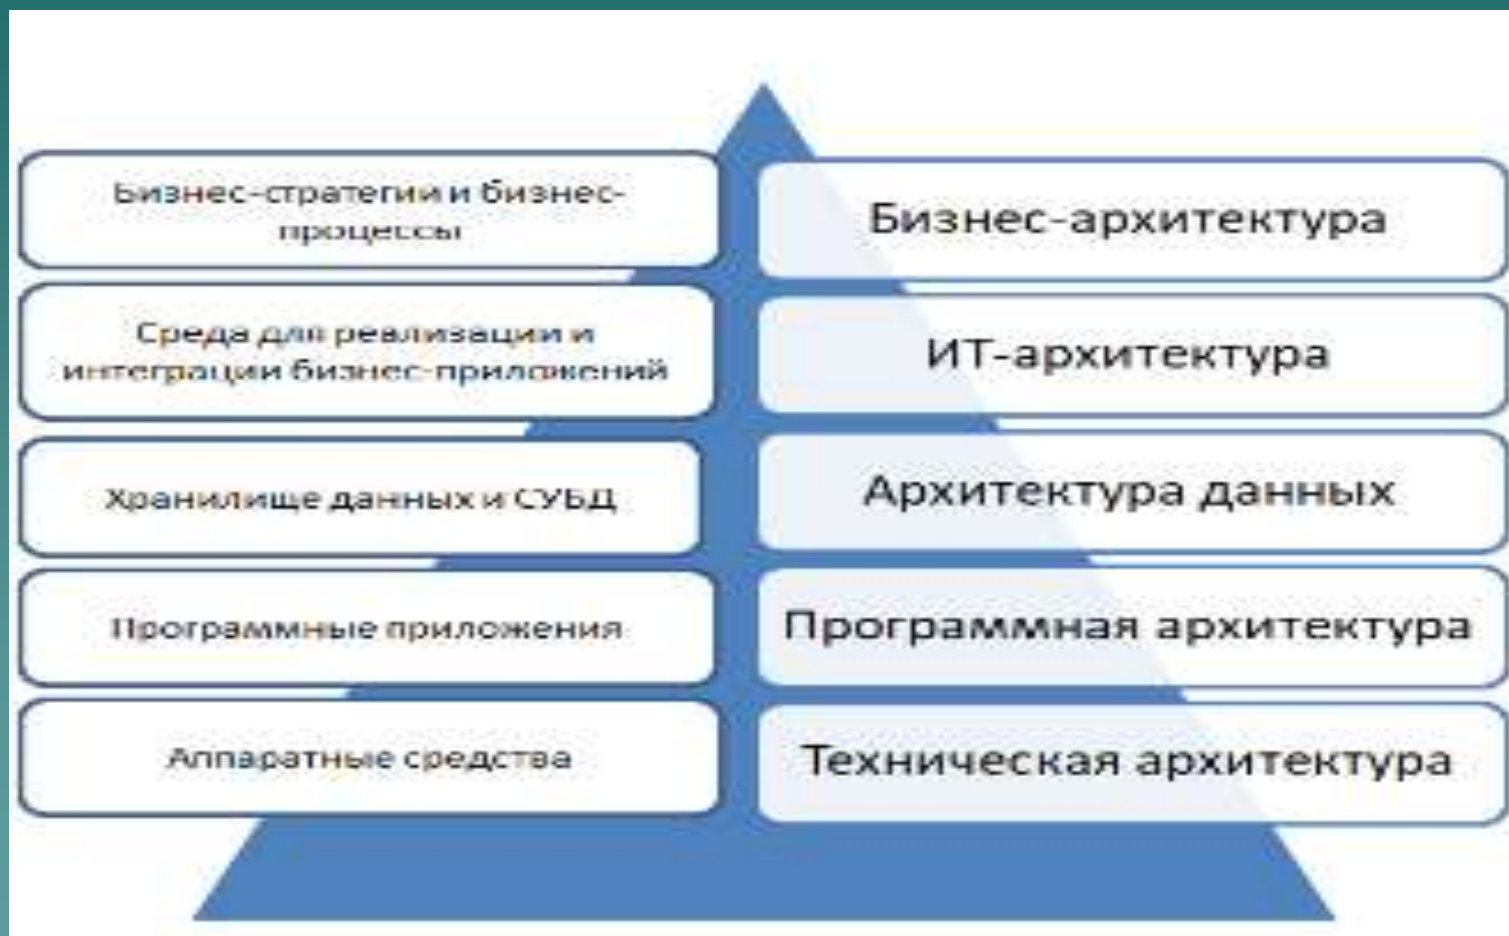 Бизнес-стратегии и бизнес-
процессы
Бизнес-архитектура
Среда для реализации и
интеграции бизнес-приложений
ИТ-архитектура
Хранилище данных и СУБД
Архитектура данных
Программные приложения
Программная архитектура
Аппаратные средства
Техническая архитектура